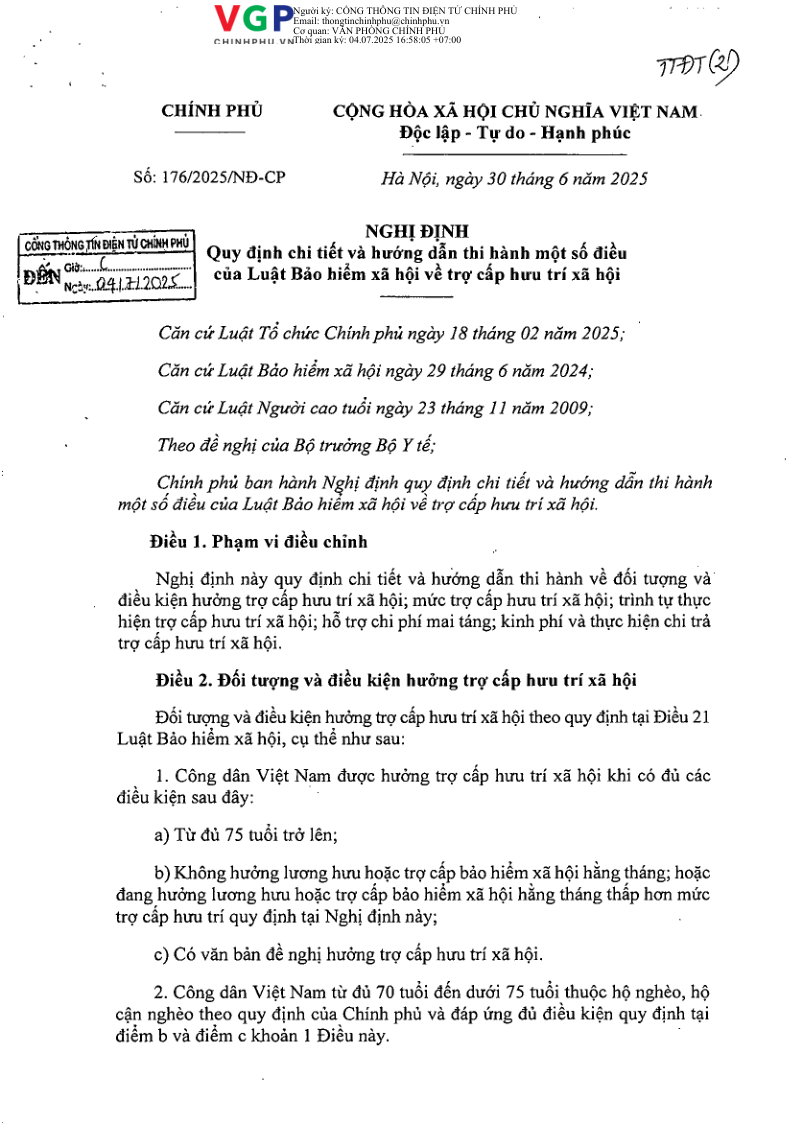 VGP
CHINHPHU.VN
Người ký: CỔNG THÔNG TIN ĐIỆN TỬ CHÍNH PHỦ
Email: thongtinchinhphu@chinhphu.vn
Cơ quan: VĂN PHÒNG CHÍNH PHỦ
Thời gian ký: 04.07.2025 16:58:05 +07:00
TTĐT(2)
CHÍNH PHỦ
CỘNG HÒA XÃ HỘI CHỦ NGHĨA VIỆT NAM
Độc lập - Tự do - Hạnh phúc
Số: 176/2025/NĐ-CP
Hà Nội, ngày 30 tháng 6 năm 2025
CỔNG THÔNG TIN ĐIỆN TỬ CHÍNH PHỦ
ĐẾN
Giờ:.....C.....
Ngày:..04/7/2025....
NGHỊ ĐỊNH
Quy định chi tiết và hướng dẫn thi hành một số điều
của Luật Bảo hiểm xã hội về trợ cấp hưu trí xã hội
Căn cứ Luật Tổ chức Chính phủ ngày 18 tháng 02 năm 2025;
Căn cứ Luật Bảo hiểm xã hội ngày 29 tháng 6 năm 2024;
Căn cứ Luật Người cao tuổi ngày 23 tháng 11 năm 2009;
Theo đề nghị của Bộ trưởng Bộ Y tế;
Chính phủ ban hành Nghị định quy định chi tiết và hướng dẫn thi hành
một số điều của Luật Bảo hiểm xã hội về trợ cấp hưu trí xã hội.
Điều 1. Phạm vi điều chỉnh
Nghị định này quy định chi tiết và hướng dẫn thi hành về đối tượng và
điều kiện hưởng trợ cấp hưu trí xã hội; mức trợ cấp hưu trí xã hội; trình tự thực
hiện trợ cấp hưu trí xã hội; hỗ trợ chi phí mai táng; kinh phí và thực hiện chi trả
trợ cấp hưu trí xã hội.
Điều 2. Đối tượng và điều kiện hưởng trợ cấp hưu trí xã hội
Đối tượng và điều kiện hưởng trợ cấp hưu trí xã hội theo quy định tại Điều 21
Luật Bảo hiểm xã hội, cụ thể như sau:
1. Công dân Việt Nam được hưởng trợ cấp hưu trí xã hội khi có đủ các
điều kiện sau đây:
a) Từ đủ 75 tuổi trở lên;
b) Không hưởng lương hưu hoặc trợ cấp bảo hiểm xã hội hằng tháng; hoặc
đang hưởng lương hưu hoặc trợ cấp bảo hiểm xã hội hằng tháng thấp hơn mức
trợ cấp hưu trí quy định tại Nghị định này;
c) Có văn bản đề nghị hưởng trợ cấp hưu trí xã hội.
2. Công dân Việt Nam từ đủ 70 tuổi đến dưới 75 tuổi thuộc hộ nghèo, hộ
cận nghèo theo quy định của Chính phủ và đáp ứng đủ điều kiện quy định tại
điểm b và điểm c khoản 1 Điều này.